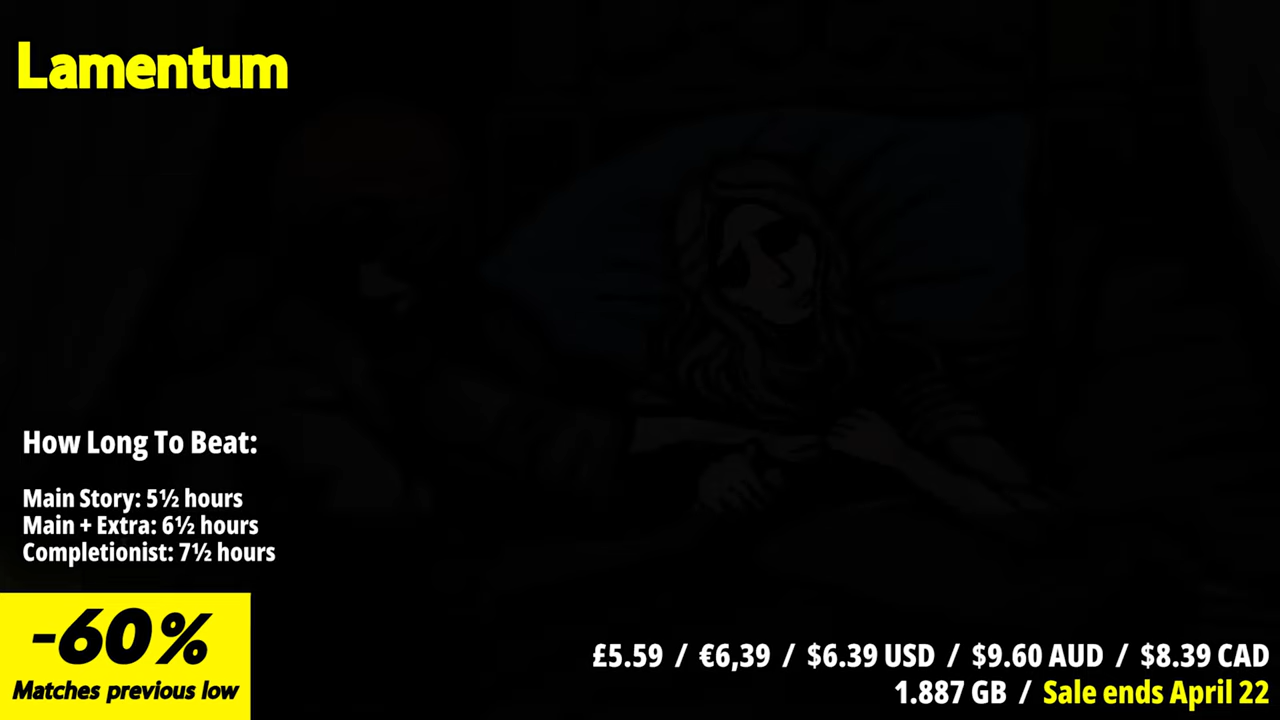 Lamentum
How Long To Beat:
Main Story: 5½ hours
Main + Extra: 6½ hours
Completionist: 7½ hours
-60%
Matches previous low
£5.59 / €6,39 / $6.39 USD / $9.60 AUD / $8.39 CAD
1.887 GB / Sale ends April 22